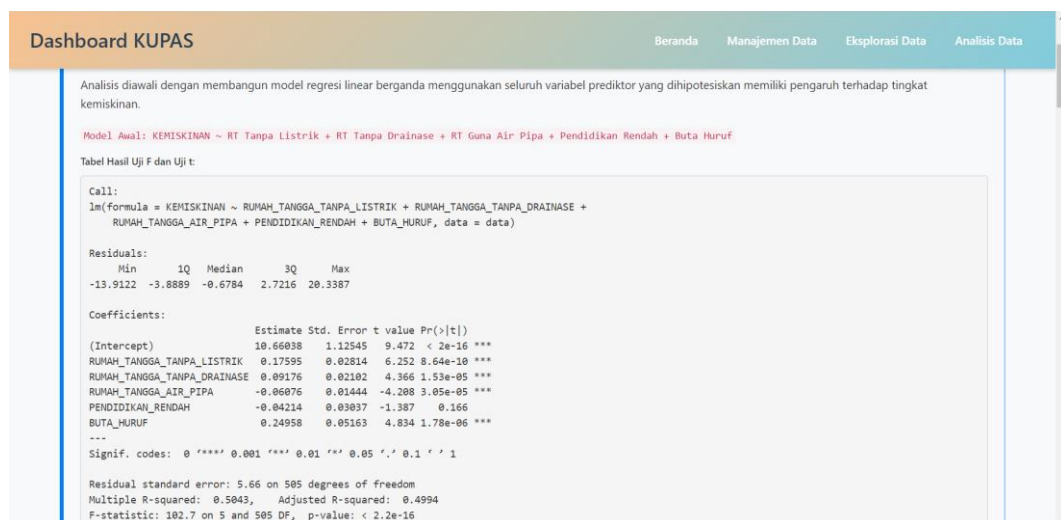 Dashboard KUPAS
Beranda Manajemen Data Eksplorasi Data Analisis Data
Analisis diawali dengan membangun model regresi linear berganda menggunakan seluruh variabel prediktor yang dihipotesiskan memiliki pengaruh terhadap tingkat
kemiskinan.
Model Awal: KEMISKINAN ~ RT Tanpa Listrik + RT Tanpa Drainase + RT Guna Air Pipa + Pendidikan Rendah + Buta Huruf
Tabel Hasil Uji F dan Uji t:
Call:
lm(formula = KEMISKINAN ~ RUMAH_TANGGA_TANPA_LISTRIK + RUMAH_TANGGA_TANPA_DRAINASE +
RUMAH_TANGGA_AIR_PIPA + PENDIDIKAN_RENDAH + BUTA_HURUF, data = data)
Residuals:
Min 1Q Median 3Q Max
-13.9122 -3.8889 -0.6784 2.7216 20.3387
Coefficients:
Estimate Std. Error t value Pr(>|t|)
(Intercept) 10.66038 1.12545 9.472 < 2e-16 ***
RUMAH_TANGGA_TANPA_LISTRIK 0.17595 0.02814 6.252 8.64e-10 ***
RUMAH_TANGGA_TANPA_DRAINASE 0.09176 0.02102 4.366 1.53e-05 ***
RUMAH_TANGGA_AIR_PIPA -0.06076 0.01444 -4.208 3.05e-05 ***
PENDIDIKAN_RENDAH -0.04214 0.03037 -1.387 0.166
BUTA_HURUF 0.24958 0.05163 4.834 1.78e-06 ***
---
Signif. codes: 0 ‘***’ 0.001 ‘**’ 0.01 ‘*’ 0.05 ‘.’ 0.1 ‘ ’ 1
Residual standard error: 5.66 on 505 degrees of freedom
Multiple R-squared: 0.5043, Adjusted R-squared: 0.4994
F-statistic: 102.7 on 5 and 505 DF, p-value: < 2.2e-16